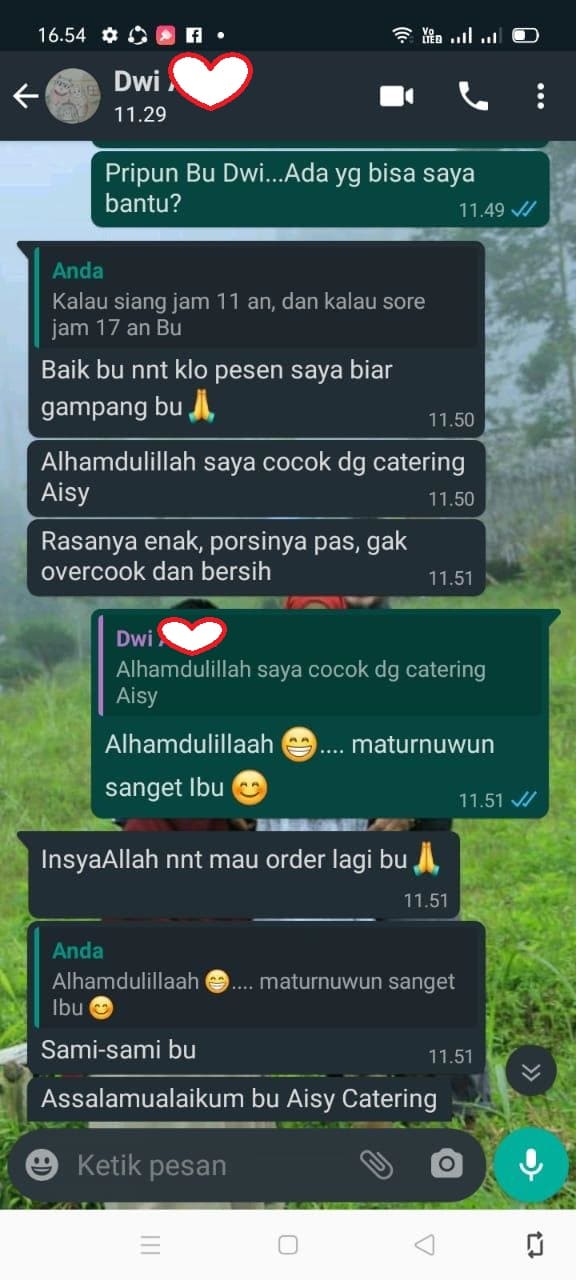 16.54
Vo
LTED
Dwi
11.29
Pripun Bu Dwi...Ada yg bisa saya
bantu?
11.49
Anda
Kalau siang jam 11 an, dan kalau sore
jam 17 an Bu
Baik bu nnt klo pesen saya biar
gampang bu🙏
11.50
Alhamdulillah saya cocok dg catering
Aisy
11.50
Rasanya enak, porsinya pas, gak
overcook dan bersih
11.51
Dwi
Alhamdulillah saya cocok dg catering
Aisy
Alhamdulillaah 😁.... maturnuwun
sanget Ibu 😊
11.51
InsyaAllah nnt mau order lagi bu🙏
11.51
Anda
Alhamdulillaah 😁.... maturnuwun sanget
Ibu 😊
Sami-sami bu
11.51
Assalamualaikum bu Aisy Catering
Ketik pesan